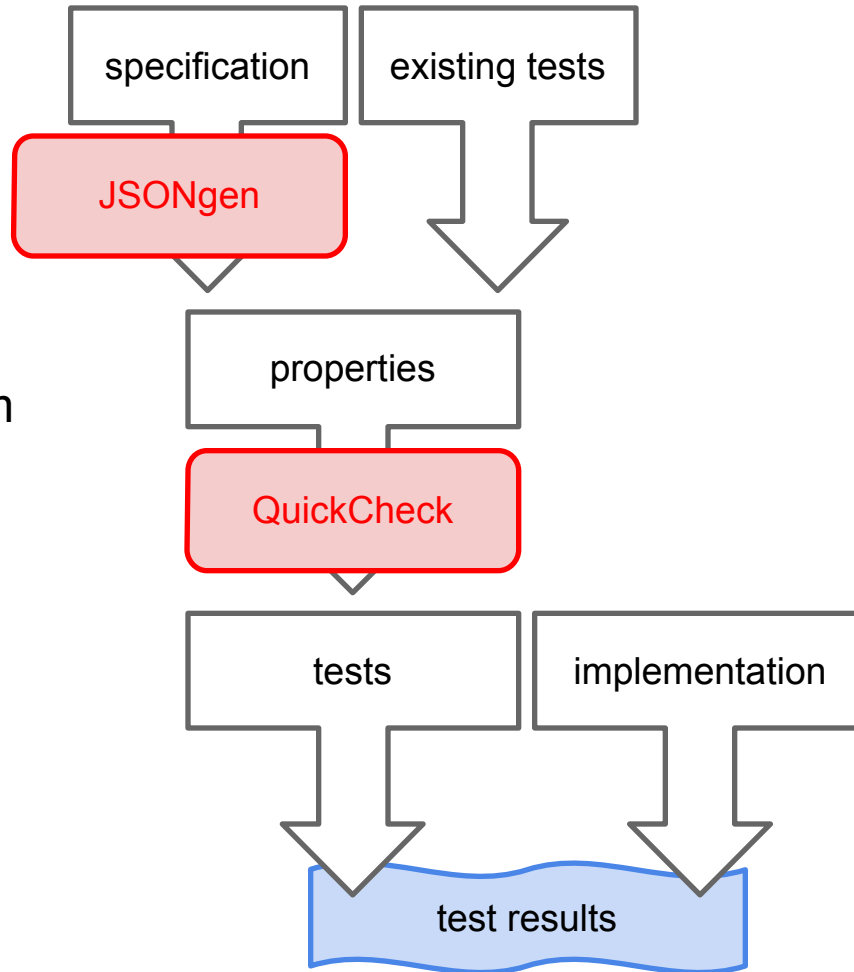 specification
existing tests
JSONgen
properties
QuickCheck
tests
implementation
test results